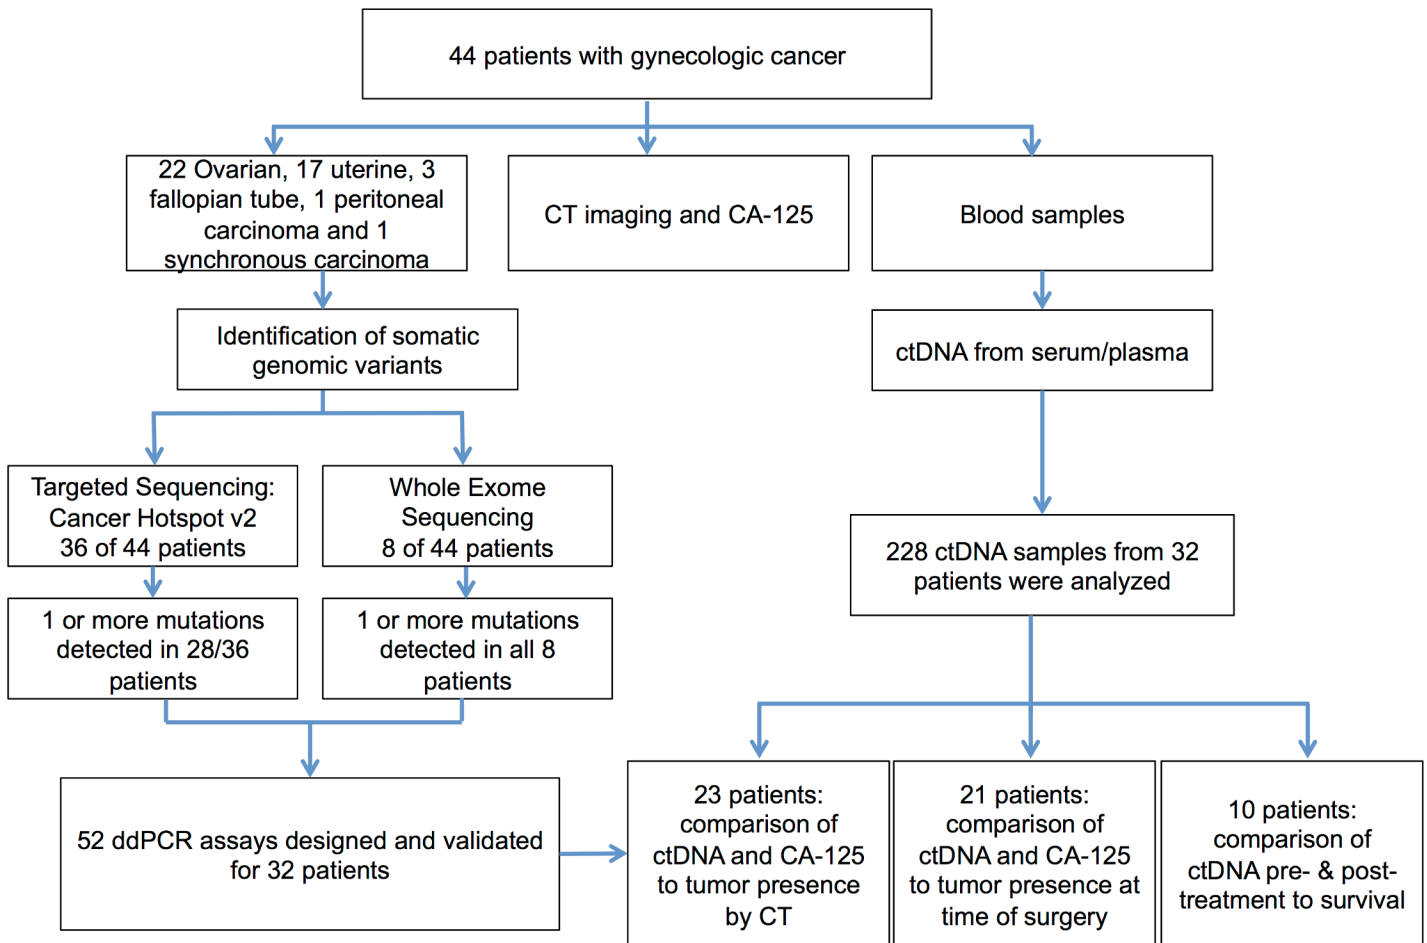 44 patients with gynecologic cancer
22 Ovarian, 17 uterine, 3
fallopian tube, 1 peritoneal
carcinoma and 1
synchronous carcinoma
CT imaging and CA-125
Blood samples
Identification of somatic
genomic variants
ctDNA from serum/plasma
Targeted Sequencing:
Cancer Hotspot v2
36 of 44 patients
Whole Exome
Sequencing
8 of 44 patients
228 ctDNA samples from 32
patients were analyzed
1 or more mutations
detected in 28/36
patients
1 or more mutations
detected in all 8
patients
52 ddPCR assays designed and validated
for 32 patients
23 patients:
comparison of
ctDNA and CA-125
to tumor presence
by CT
21 patients:
comparison of
ctDNA and CA-125
to tumor presence at
time of surgery
10 patients:
comparison of
ctDNA pre- & post-
treatment to survival